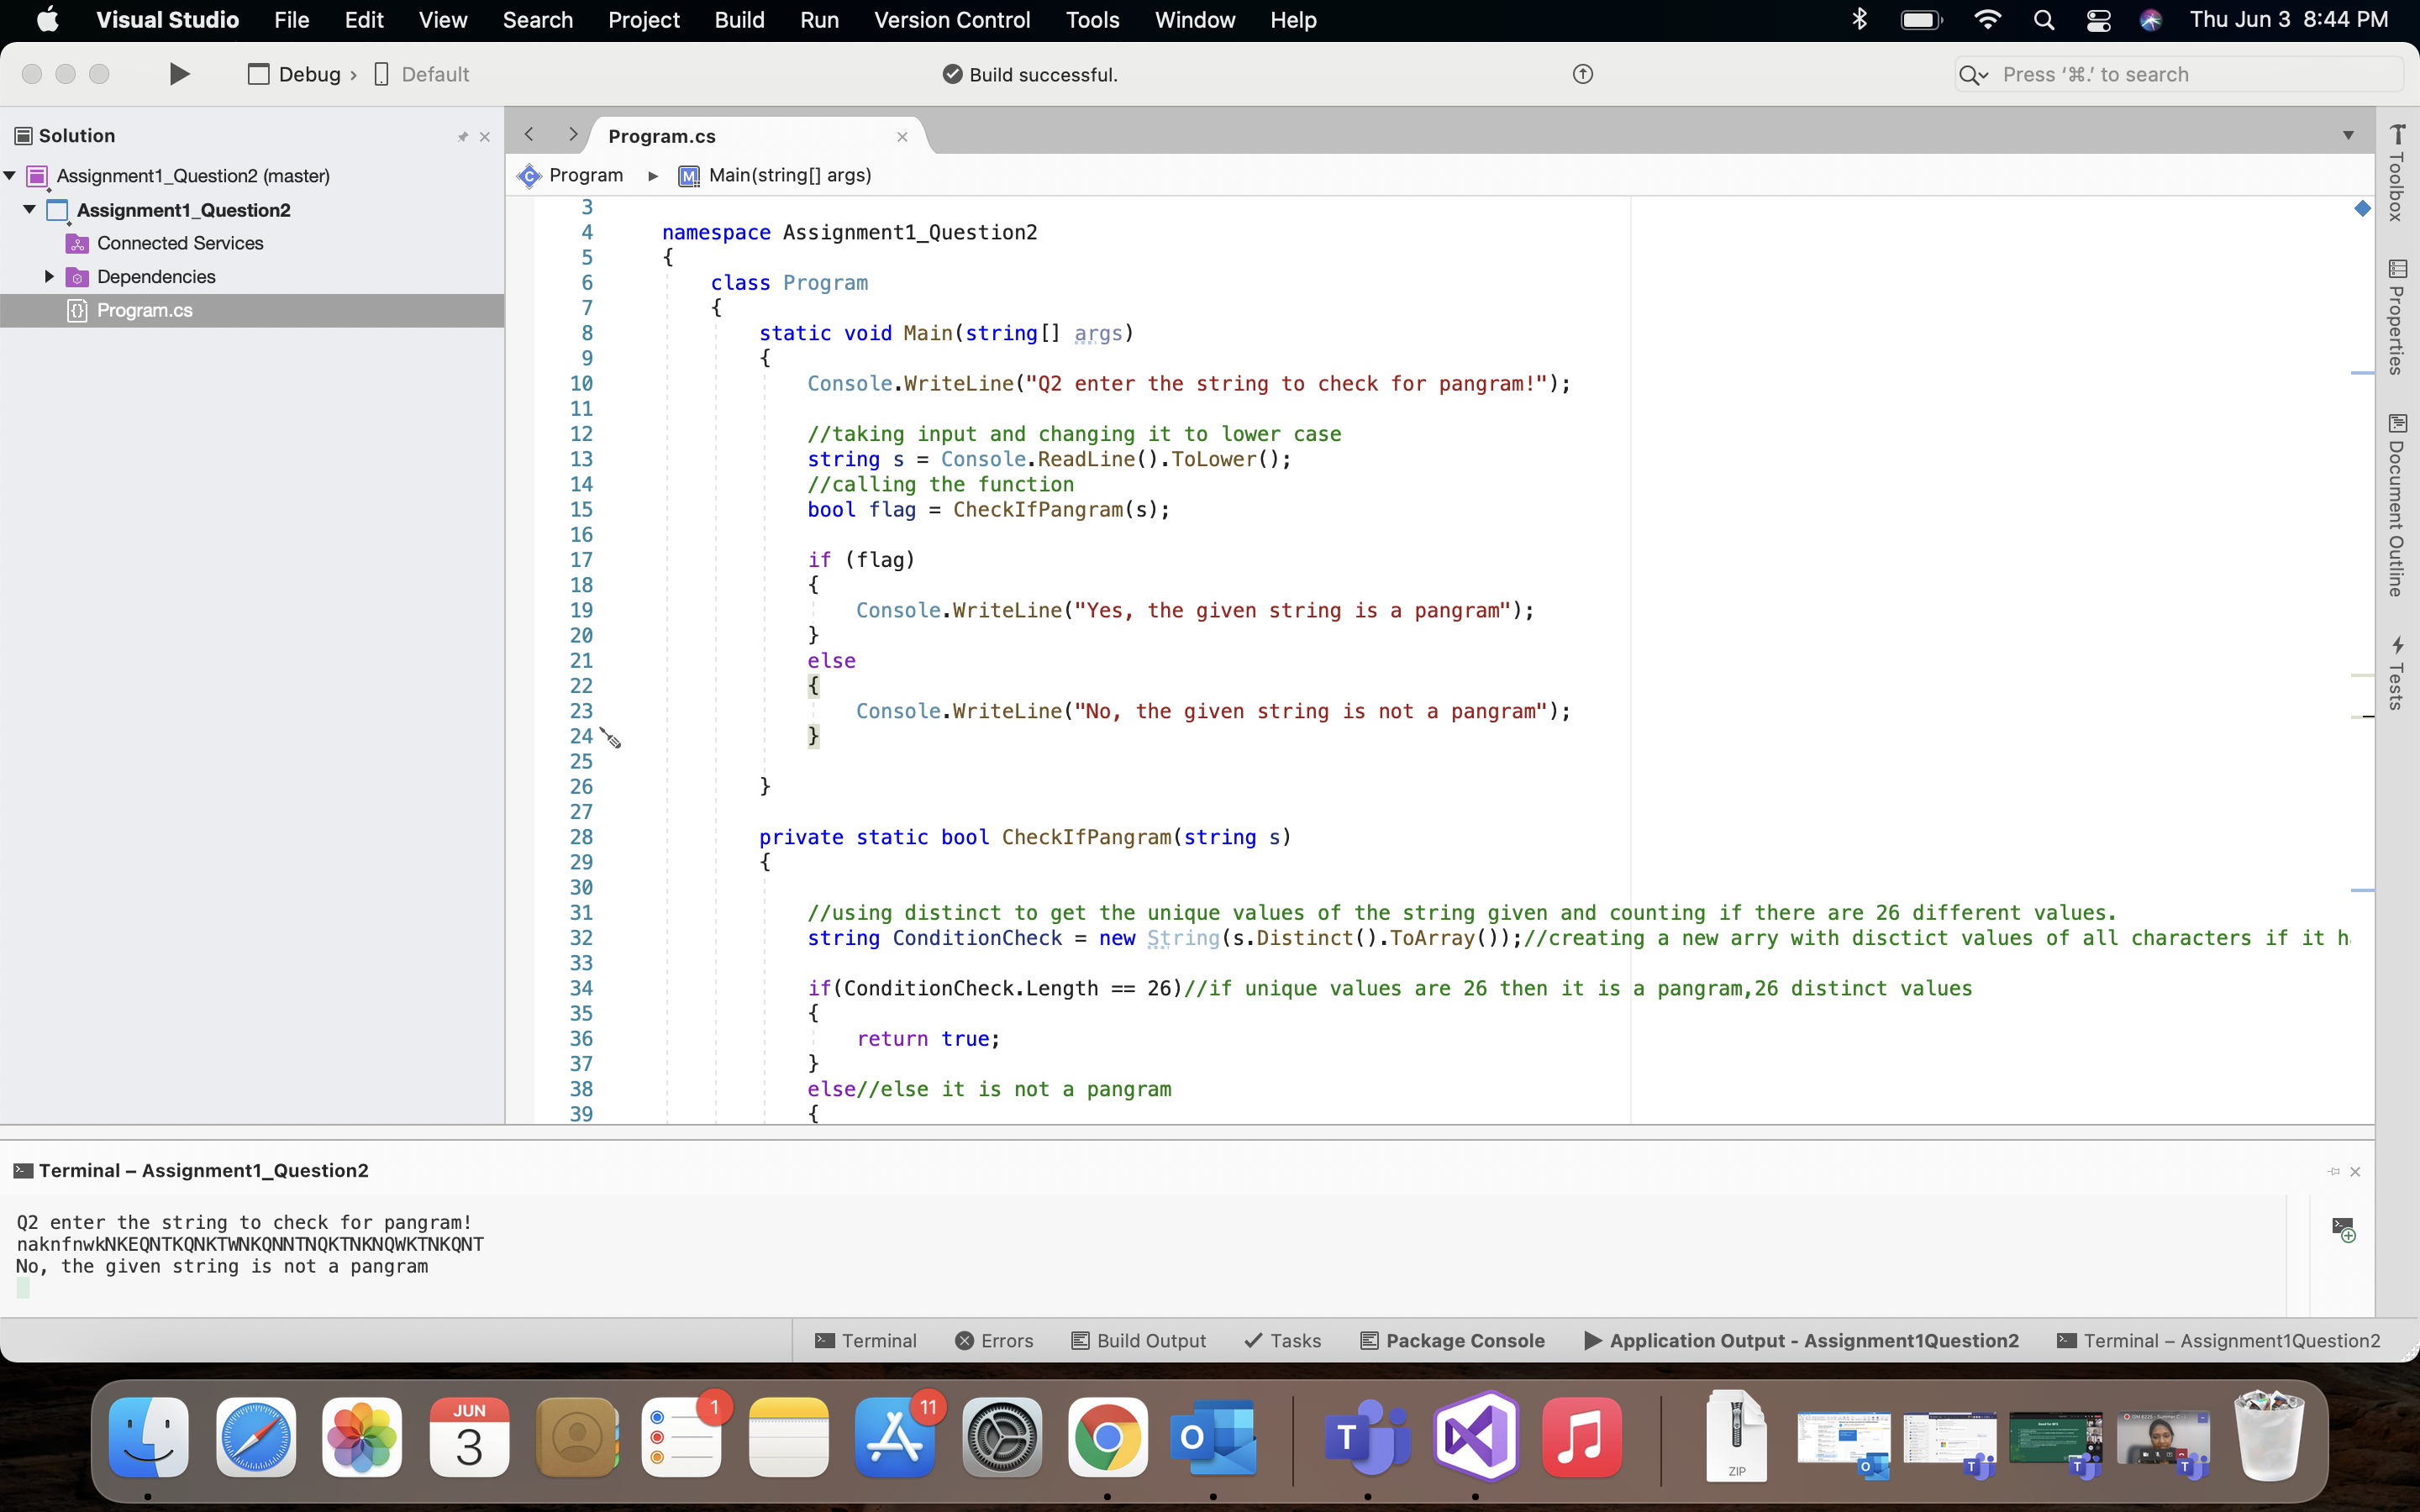 Visual Studio File Edit View Search Project Build Run Version Control Tools Window Help Thu Jun 3 8:44 PM
Debug › Default Build successful. Press ‘⌘.’ to search
Solution
Assignment1_Question2 (master)
Assignment1_Question2
Connected Services
Dependencies
Program.cs
Program.cs
Program Main(string[] args)
3
4 namespace Assignment1_Question2
5 {
6 class Program
7 {
8 static void Main(string[] args)
9 {
10 Console.WriteLine("Q2 enter the string to check for pangram!");
11
12 //taking input and changing it to lower case
13 string s = Console.ReadLine().ToLower();
14 //calling the function
15 bool flag = CheckIfPangram(s);
16
17 if (flag)
18 {
19 Console.WriteLine("Yes, the given string is a pangram");
20 }
21 else
22 {
23 Console.WriteLine("No, the given string is not a pangram");
24 }
25
26 }
27
28 private static bool CheckIfPangram(string s)
29 {
30
31 //using distinct to get the unique values of the string given and counting if there are 26 different values.
32 string ConditionCheck = new String(s.Distinct().ToArray());//creating a new arry with disctict values of all characters if it h
33
34 if(ConditionCheck.Length == 26)//if unique values are 26 then it is a pangram,26 distinct values
35 {
36 return true;
37 }
38 else//else it is not a pangram
39 {
Toolbox
Properties
Document Outline
Tests
Terminal – Assignment1_Question2
Q2 enter the string to check for pangram!
naknfnwkNKEQNTKQNKTWNKQNNTNQKTNKNQWKTNKQNT
No, the given string is not a pangram
Terminal Errors Build Output Tasks Package Console Application Output - Assignment1Question2 Terminal – Assignment1Question2
JUN
3
1
11
ZIP